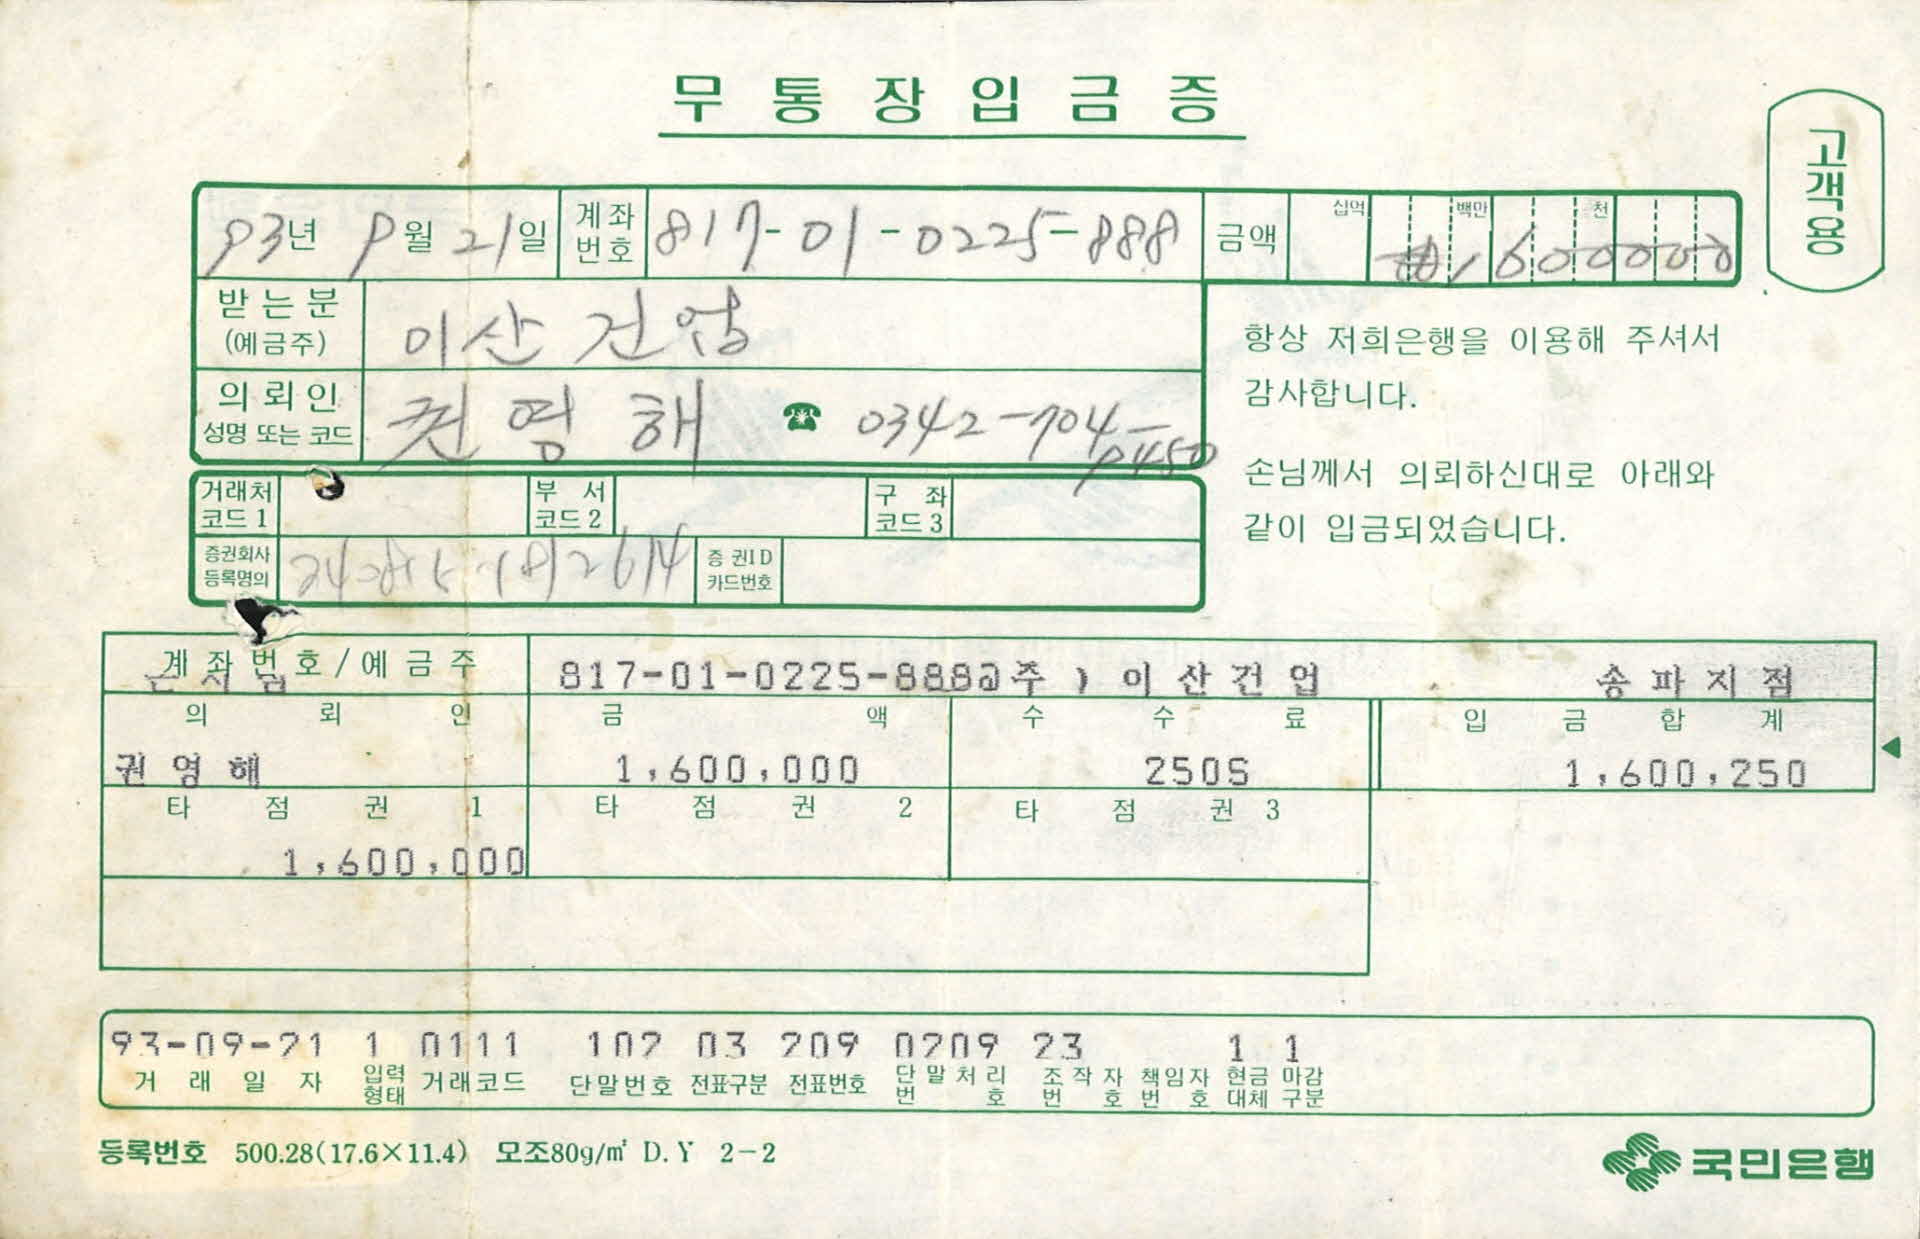 무통장입금증
고객용
93년 9월 21일 계좌번호 817-01-0225-888 금액 십억 백만 천 ₩1600000
받는분 (예금주) 이산건업
의뢰인 성명 또는 코드 권영해 ☎ 0342-704-9450
항상 저희은행을 이용해 주셔서
감사합니다.
손님께서 의뢰하신대로 아래와
같이 입금되었습니다.
거래처 코드1 부서 코드2 구좌 코드3
증권회사 등록명의 증권ID 카드번호
계좌번호/예금주 817-01-0225-888 주) 이산건업 송파지점
의뢰인 금액 수수료 입금합계
권영해 1,600,000 250S 1,600,250
타점권1 타점권2 타점권3
1,600,000
93-09-21 1 0111 102 03 209 0209 23 1 1
거래일자 입력형태 거래코드 단말번호 전표구분 전표번호 단말처리번호 조작자번호 책임자번호 현금대체 마감구분
등록번호 500.28(17.6×11.4) 모조80g/㎡ D.Y 2-2
국민은행